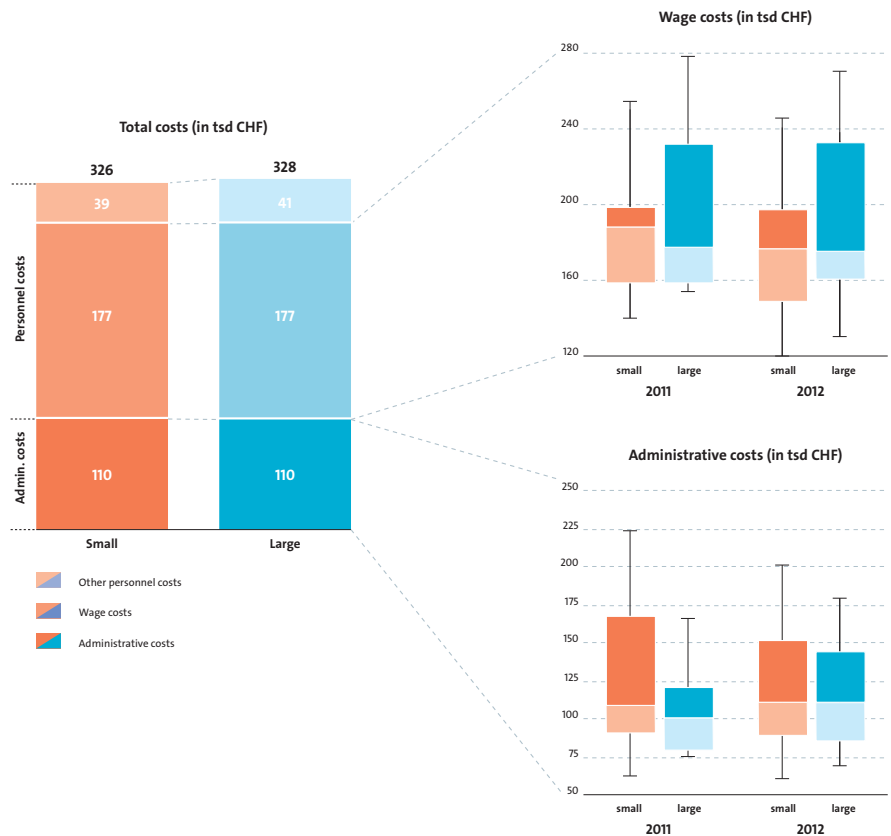 Total costs (in tsd CHF)
326
328
39
41
Personnel costs
177
177
Admin. costs
110
110
Small
Large
Other personnel costs
Wage costs
Administrative costs
Wage costs (in tsd CHF)
280
240
200
160
120
small
large
small
large
2011
2012
Administrative costs (in tsd CHF)
250
225
200
175
150
125
100
75
50
small
large
small
large
2011
2012